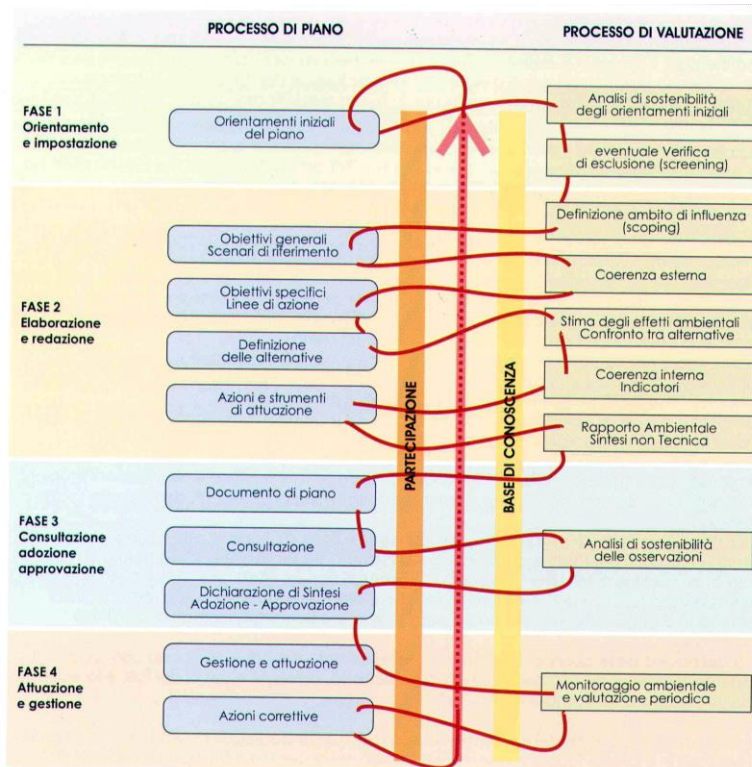 PROCESSO DI PIANO
PROCESSO DI VALUTAZIONE
FASE 1
Orientamento
e impostazione
Orientamenti iniziali
del piano
Analisi di sostenibilità
degli orientamenti iniziali
eventuale Verifica
di esclusione (screening)
FASE 2
Elaborazione
e redazione
Definizione ambito di influenza
(scoping)
Obiettivi generali
Scenari di riferimento
Coerenza esterna
Obiettivi specifici
Linee di azione
Stima degli effetti ambientali
Confronto tra alternative
Definizione
delle alternative
Coerenza interna
Indicatori
Azioni e strumenti
di attuazione
Rapporto Ambientale
Sintesi non Tecnica
PARTECIPAZIONE
BASE DI CONOSCENZA
FASE 3
Consultazione
adozione
approvazione
Documento di piano
Consultazione
Analisi di sostenibilità
delle osservazioni
Dichiarazione di Sintesi
Adozione - Approvazione
FASE 4
Attuazione
e gestione
Gestione e attuazione
Monitoraggio ambientale
e valutazione periodica
Azioni correttive